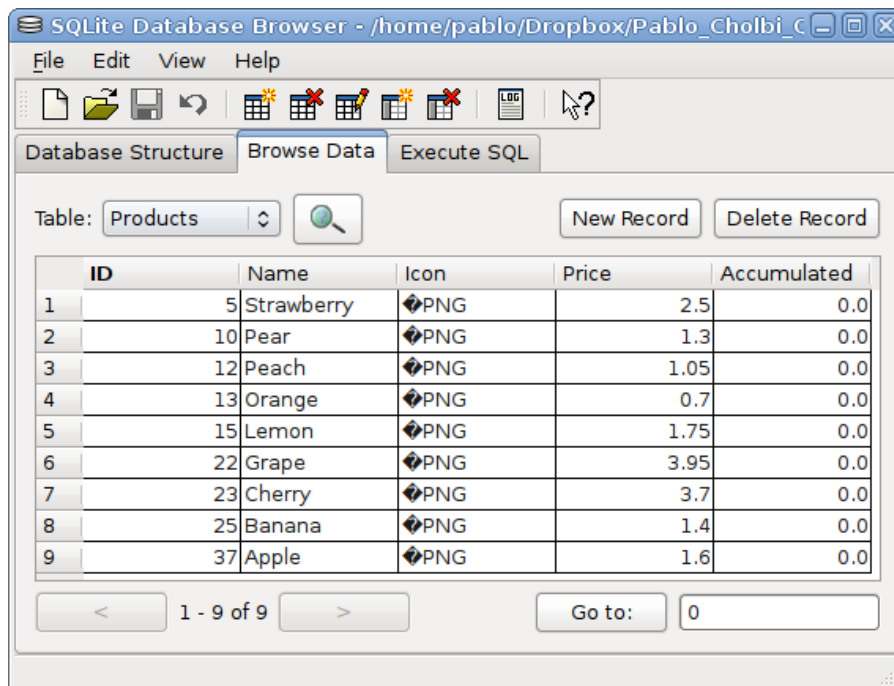 SQLite Database Browser - /home/pablo/Dropbox/Pablo_Cholbi_
File Edit View Help
LOG ?
Database Structure Browse Data Execute SQL
Table: Products New Record Delete Record
ID Name Icon Price Accumulated
1 5 Strawberry �PNG 2.5 0.0
2 10 Pear �PNG 1.3 0.0
3 12 Peach �PNG 1.05 0.0
4 13 Orange �PNG 0.7 0.0
5 15 Lemon �PNG 1.75 0.0
6 22 Grape �PNG 3.95 0.0
7 23 Cherry �PNG 3.7 0.0
8 25 Banana �PNG 1.4 0.0
9 37 Apple �PNG 1.6 0.0
< 1 - 9 of 9 > Go to: 0